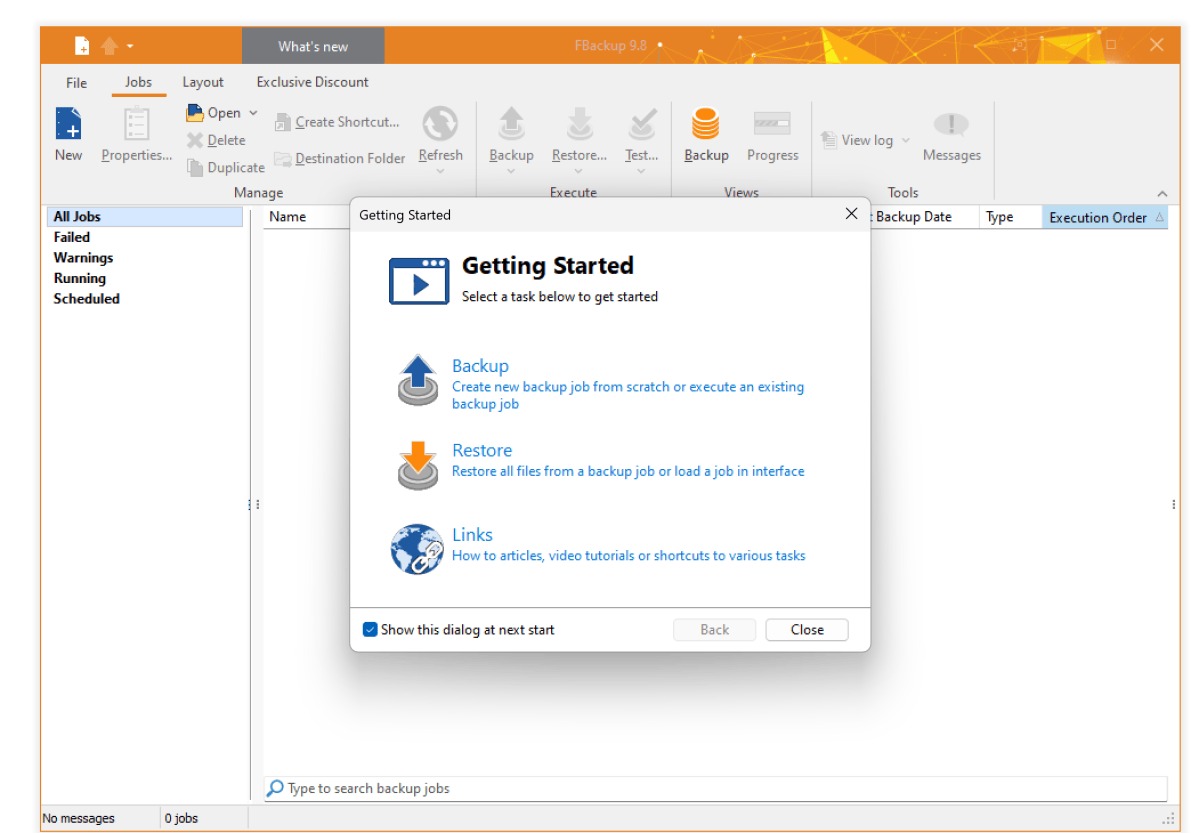 What's new
FBackup 9.8
File Jobs Layout Exclusive Discount
New
Properties...
Open
Delete
Duplicate
Create Shortcut...
Destination Folder
Refresh
Manage
Backup
Restore...
Test...
Execute
Backup
Progress
Views
View log
Messages
Tools
All Jobs
Failed
Warnings
Running
Scheduled
Name
Backup Date
Type
Execution Order
Getting Started
Getting Started
Select a task below to get started
Backup
Create new backup job from scratch or execute an existing
backup job
Restore
Restore all files from a backup job or load a job in interface
Links
How to articles, video tutorials or shortcuts to various tasks
Show this dialog at next start
Back
Close
Type to search backup jobs
No messages
0 jobs